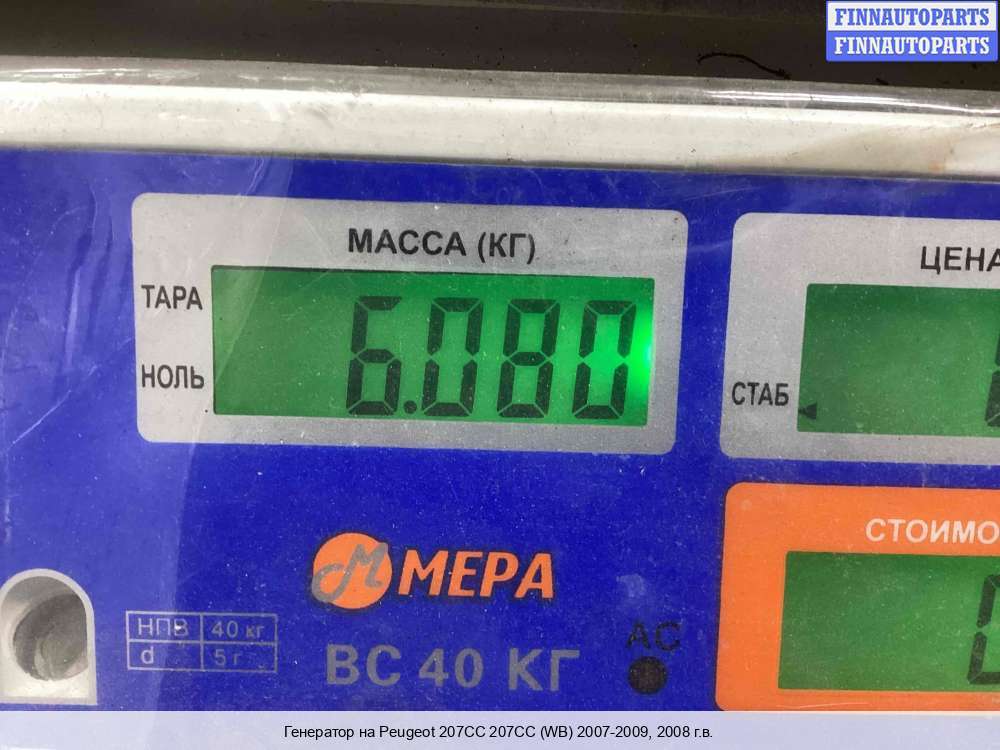 FINNAUTOPARTS
FINNAUTOPARTS
МАССА (КГ)
ЦЕНА
ТАРА
6.080
НОЛЬ
СТАБ
СТОИМО
М МЕРА
НПВ 40 кг
d 5 г
ВС 40 КГ
AC
Генератор на Peugeot 207CC 207CC (WB) 2007-2009, 2008 г.в.